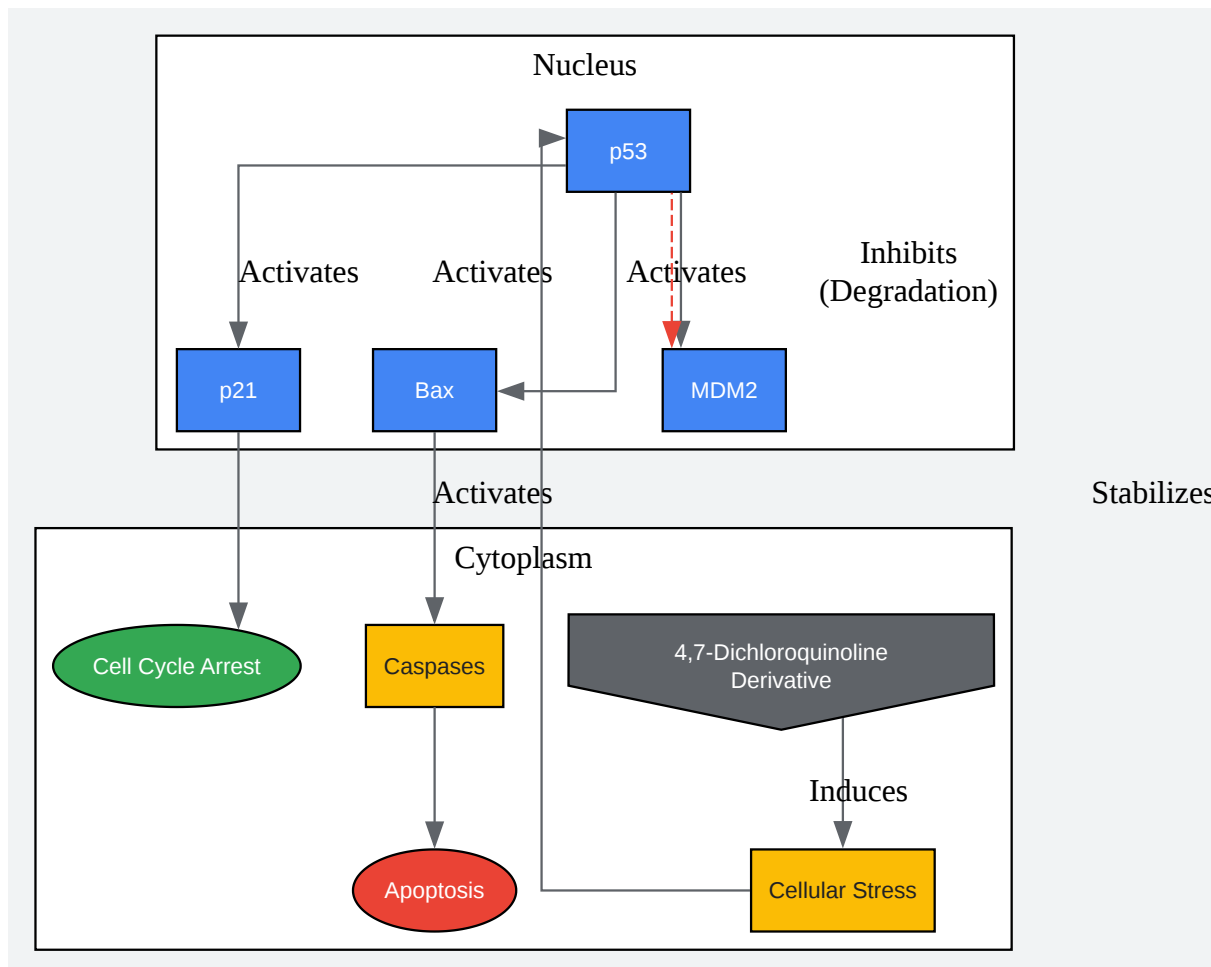 Nucleus
p53
Activates
Activates
Activates
Inhibits
(Degradation)
p21
Bax
MDM2
Activates
Stabilizes
Cytoplasm
Cell Cycle Arrest
Caspases
4,7-Dichloroquinoline
Derivative
Induces
Apoptosis
Cellular Stress